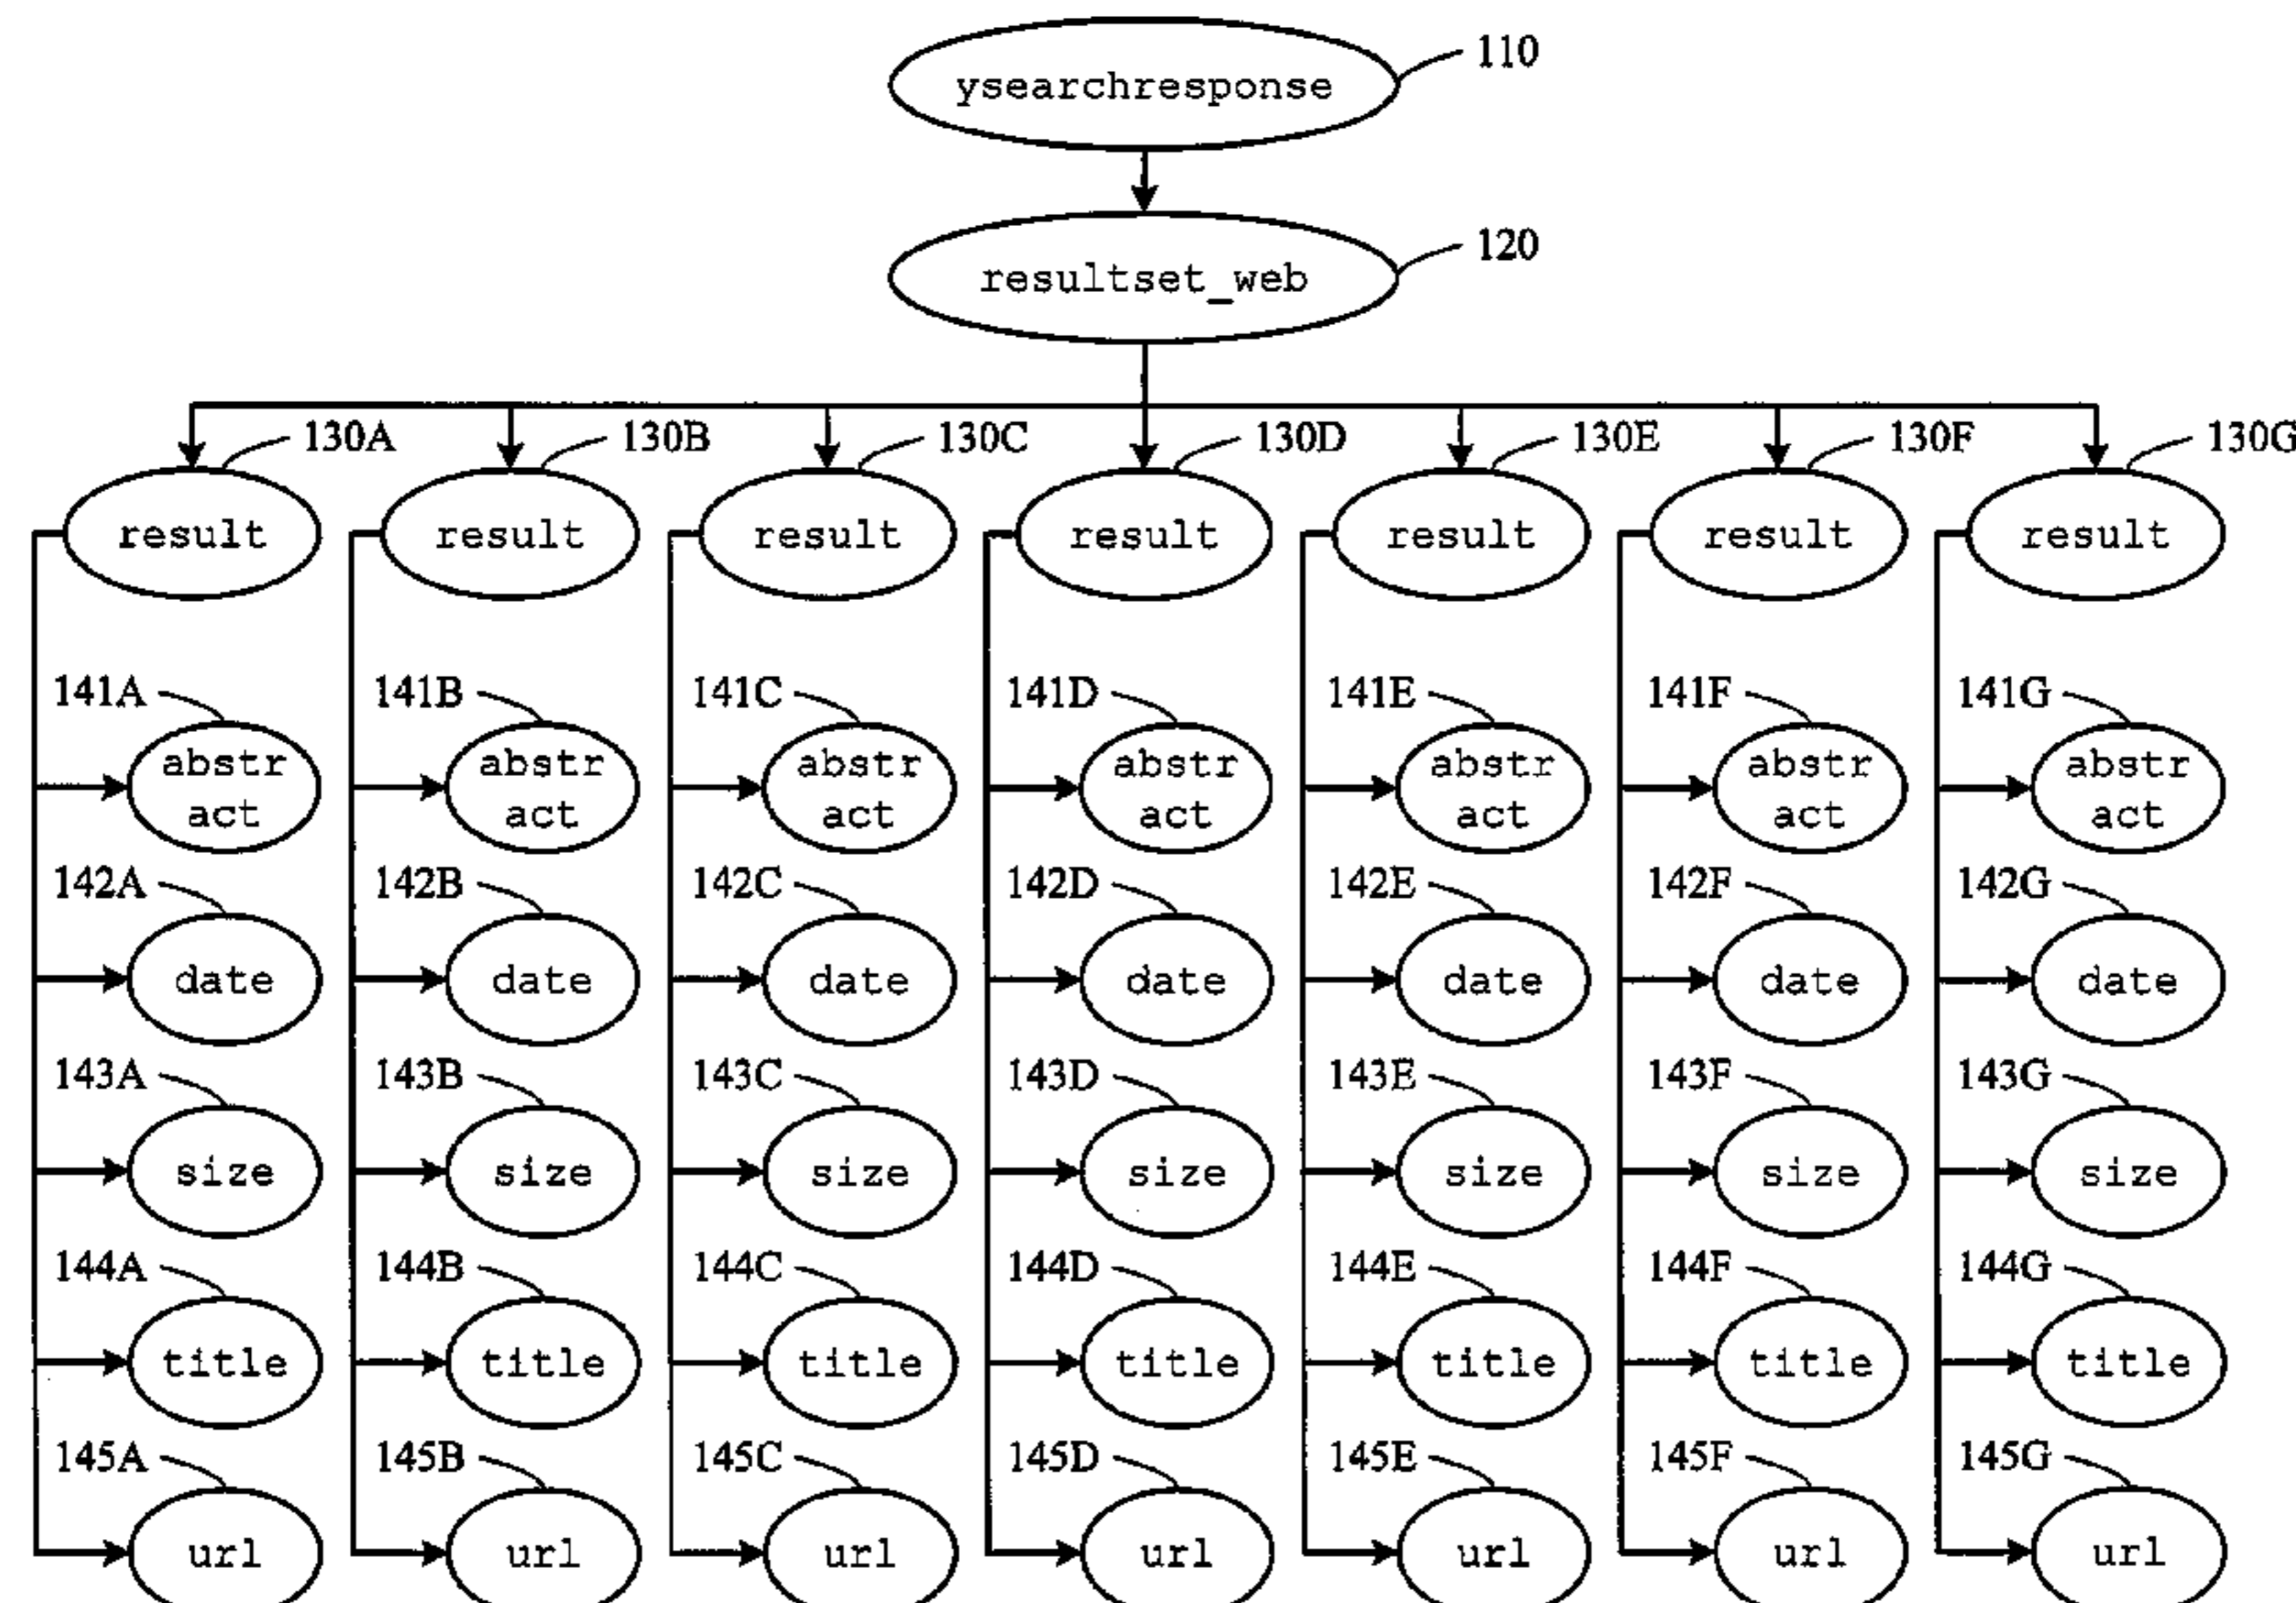 110
ysearchresponse
120
resultset_web
130A 130B 130C 130D 130E 130F 130G
result result result result result result result
141A 141B 141C 141D 141E 141F 141G
abstr abstr abstr abstr abstr abstr abstr
act act act act act act act
142A 142B 142C 142D 142E 142F 142G
date date date date date date date
143A 143B 143C 143D 143E 143F 143G
size size size size size size size
144A 144B 144C 144D 144E 144F 144G
title title title title title title title
145A 145B 145C 145D 145E 145F 145G
url url url url url url url